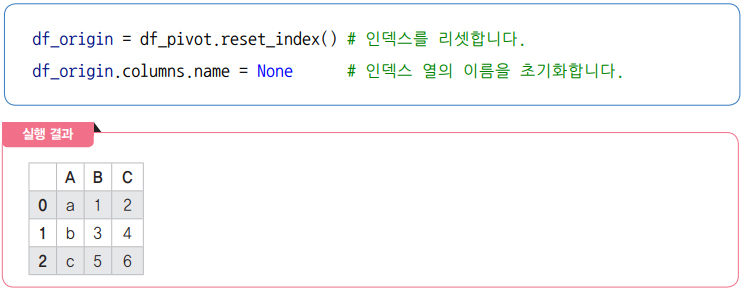 df_origin = df_pivot.reset_index() # 인덱스를 리셋합니다.
df_origin.columns.name = None # 인덱스 열의 이름을 초기화합니다.
실행 결과
A B C
0 a 1 2
1 b 3 4
2 c 5 6